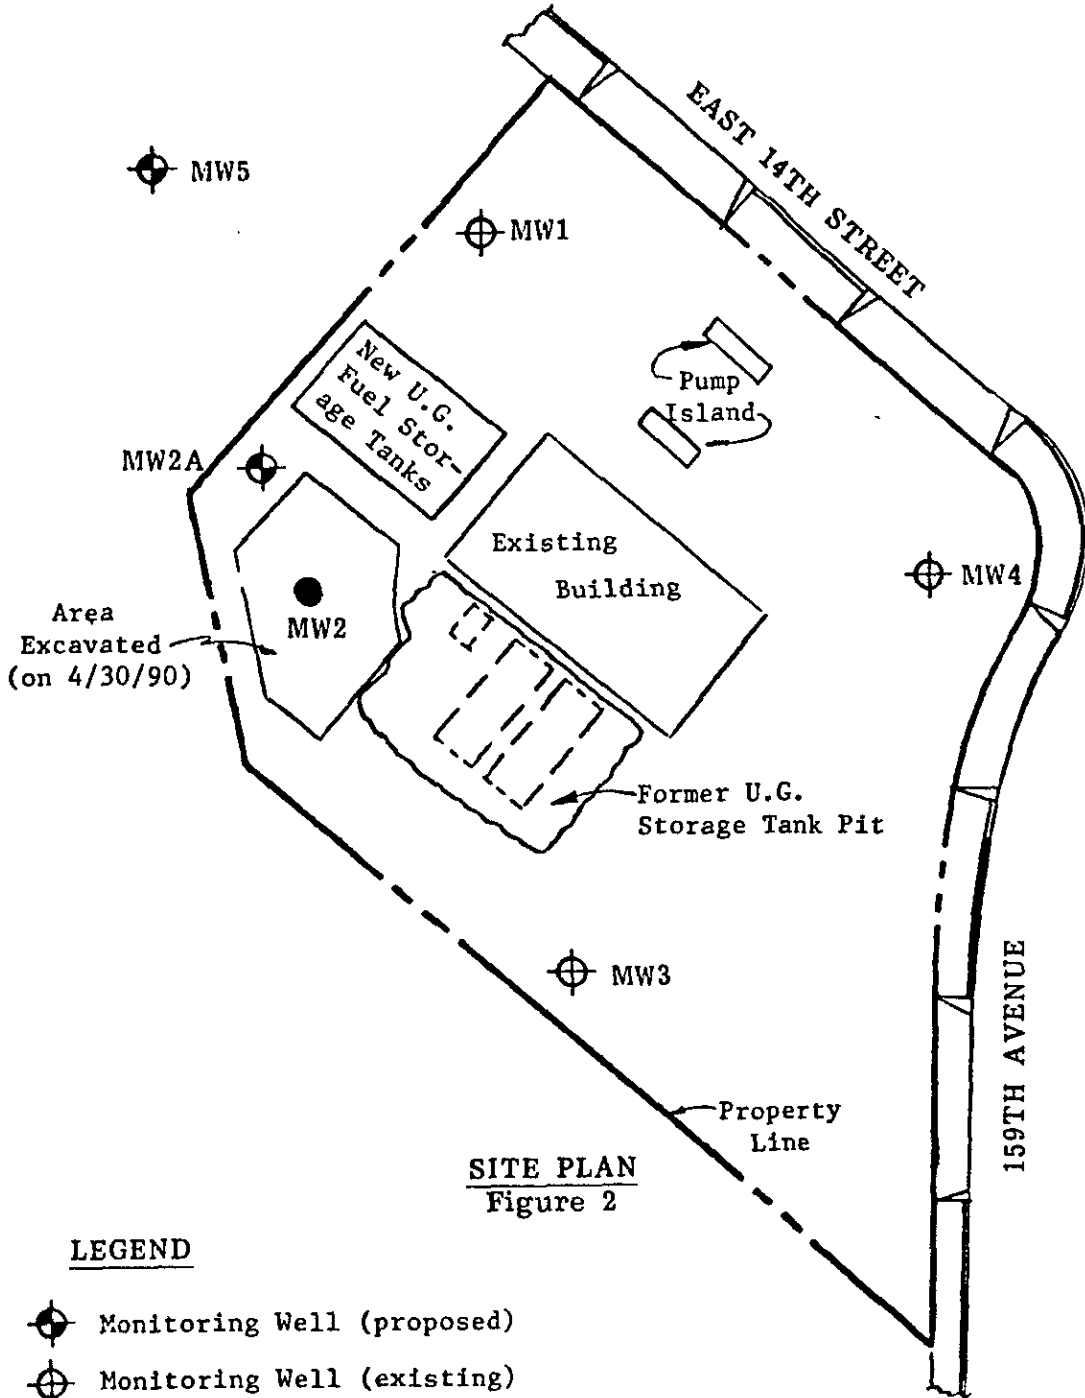 EAST 14TH STREET
MW5
MW1
New U.G.
Fuel Stor-
age Tanks
Pump
Island
MW2A
Existing
Building
MW4
MW2
Area
Excavated
(on 4/30/90)
Former U.G.
Storage Tank Pit
MW3
159TH AVENUE
Property
Line
SITE PLAN
Figure 2
LEGEND
Monitoring Well (proposed)
Monitoring Well (existing)